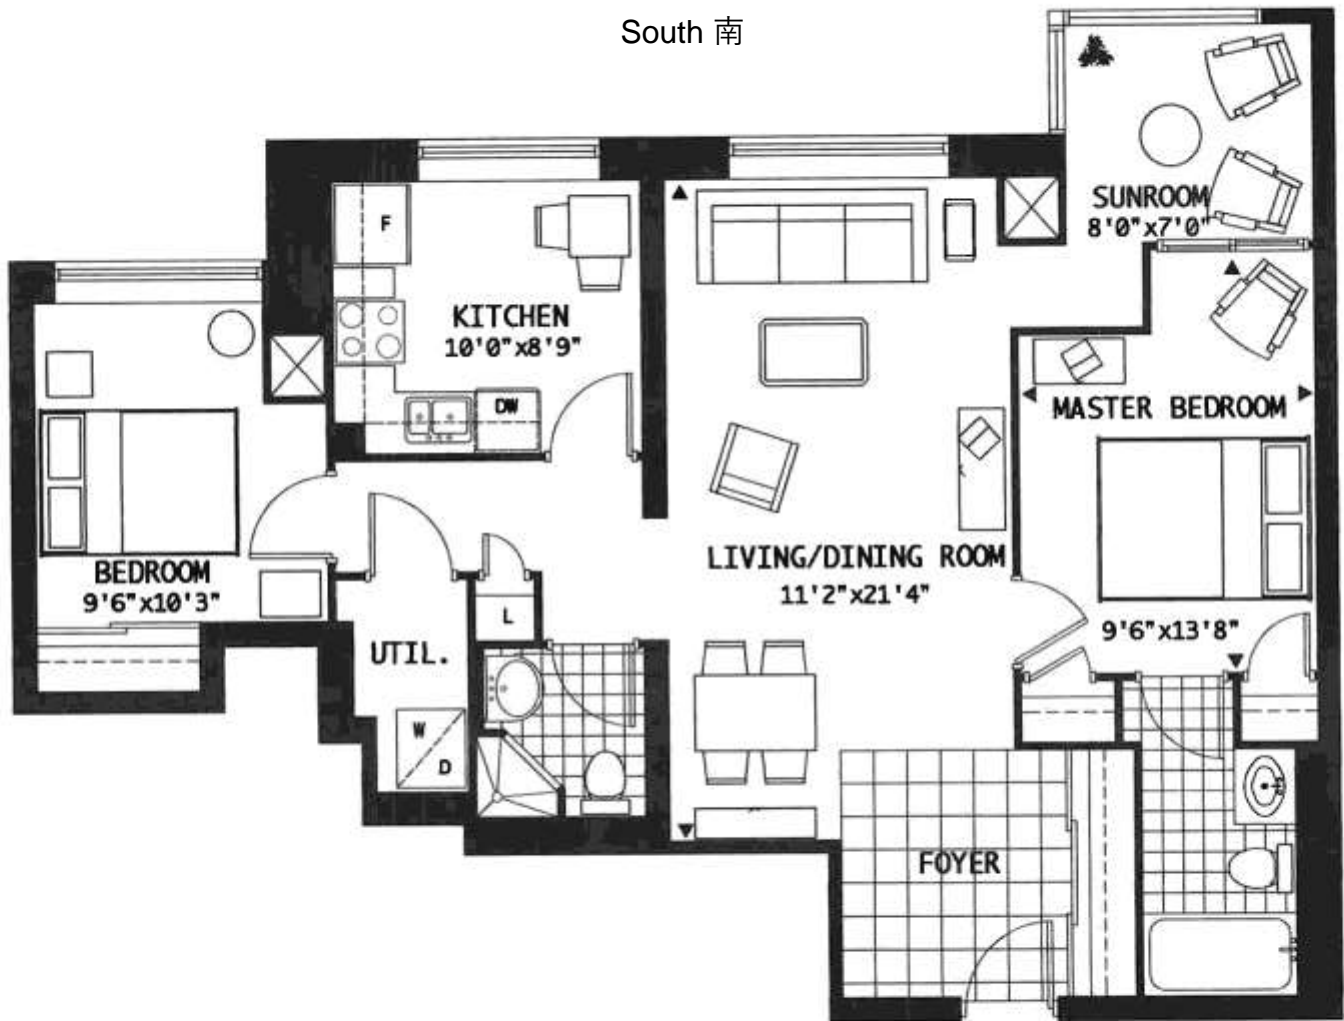 South 南
SUNROOM
8'0"x7'0"
F
KITCHEN
10'0"x8'9"
DW
MASTER BEDROOM
9'6"x13'8"
BEDROOM
9'6"x10'3"
LIVING/DINING ROOM
11'2"x21'4"
L
UTIL.
W
D
FOYER